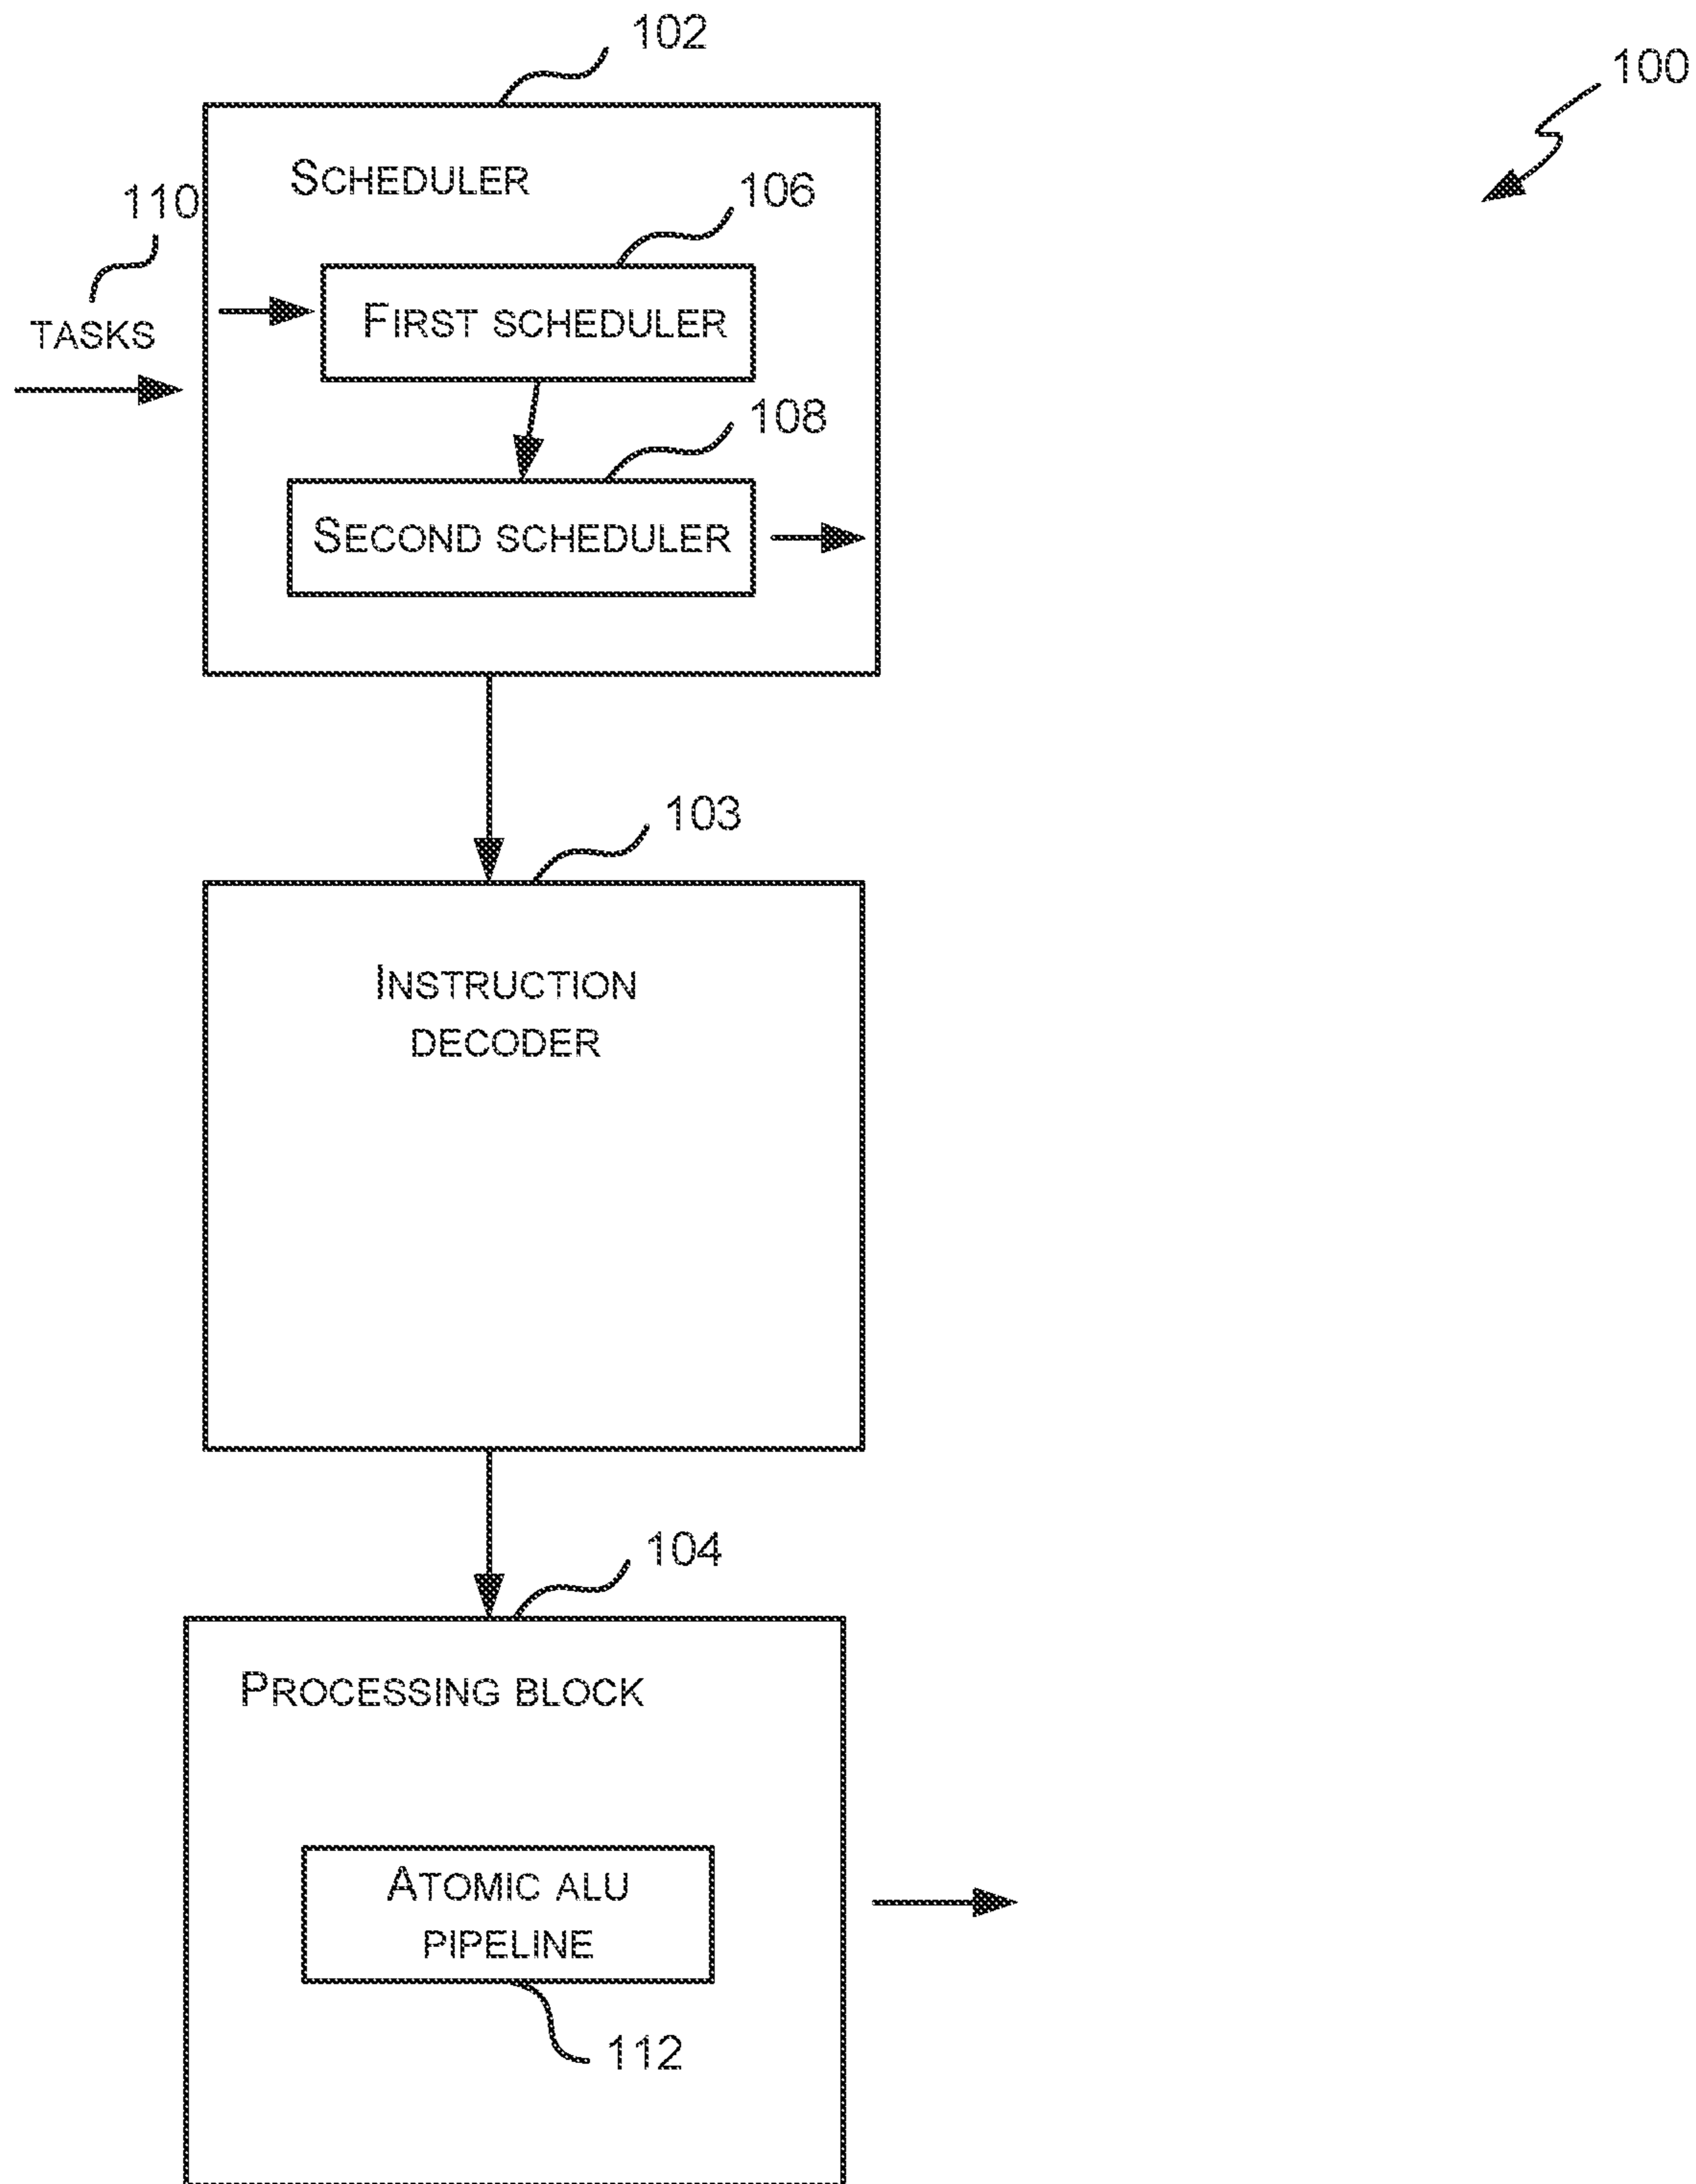 102
100
SCHEDULER
106
110
FIRST SCHEDULER
TASKS
108
SECOND SCHEDULER
103
INSTRUCTION
DECODER
104
PROCESSING BLOCK
ATOMIC ALU
PIPELINE
112